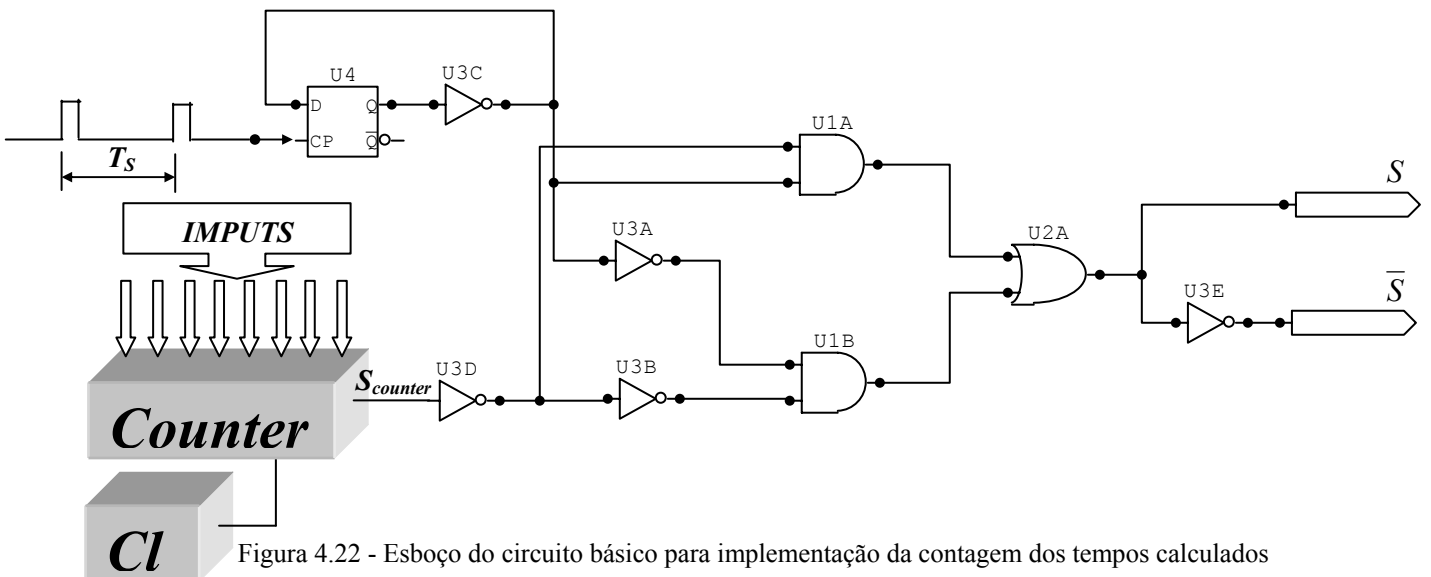 U4
D
Q
CP
Q̅
U3C
T_S
IMPUTS
Counter
Cl
S_counter
U3D
U3A
U3B
U1A
U1B
U2A
U3E
S
S̅
Figura 4.22 - Esboço do circuito básico para implementação da contagem dos tempos calculados